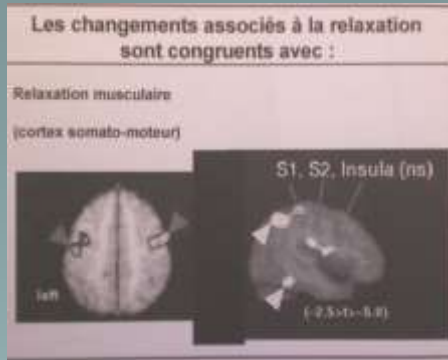 Les changements associés à la relaxation
sont congruents avec :
Relaxation musculaire
(cortex somato-moteur)
S1, S2, Insula (ns)
left
(-2.5>t>-5.0)